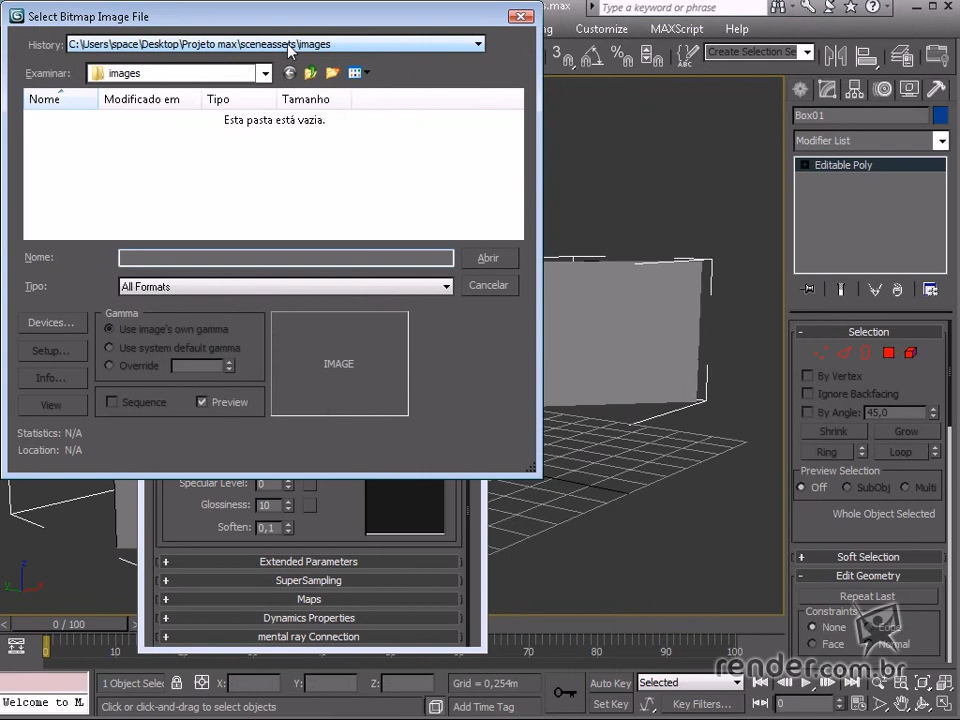 Select Bitmap Image File
History: C:\Users\space\Desktop\Projeto max\sceneassets\images
Examinar: images
Nome Modificado em Tipo Tamanho
Esta pasta está vazia.
Nome: Abrir
Tipo: All Formats Cancelar
Devices...
Setup...
Info...
View
Gamma
Use image's own gamma
Use system default gamma
Override
Sequence Preview
IMAGE
Statistics: N/A
Location: N/A
s.max
Type a keyword or phrase
Customize MAXScript Help
Create Selection Se
Box01
Modifier List
Editable Poly
Selection
By Vertex
Ignore Backfacing
By Angle: 45,0
Shrink Grow
Ring Loop
Preview Selection
Off SubObj Multi
Whole Object Selected
Soft Selection
Edit Geometry
Repeat Last
Constraints
None Edge
Face Normal
Specular Level: 0
Glossiness: 10
Soften: 0,1
Extended Parameters
SuperSampling
Maps
Dynamics Properties
mental ray Connection
z
y x
0 / 100
0 10 80 90 100
render.com.br
1 Object Selec X: Y: Z: Grid = 0,254m Auto Key Selected
Welcome to M Click or click-and-drag to select objects Add Time Tag Set Key Key Filters... 0